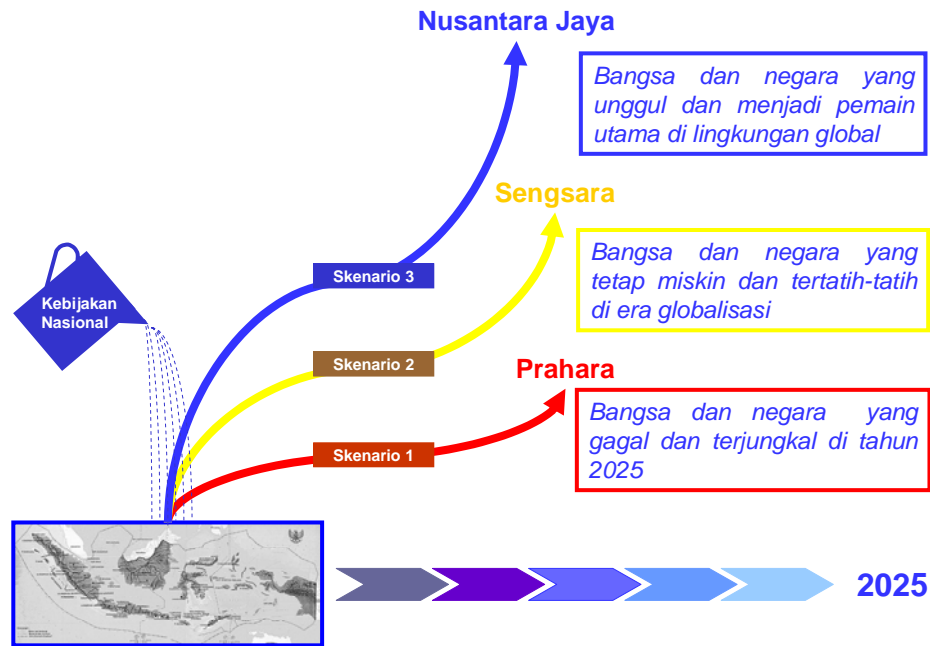 Nusantara Jaya
Bangsa dan negara yang
unggul dan menjadi pemain
utama di lingkungan global
Sengsara
Bangsa dan negara yang
tetap miskin dan tertatih-tatih
di era globalisasi
Skenario 3
Kebijakan
Nasional
Skenario 2
Prahara
Bangsa dan negara yang
gagal dan terjungkal di tahun
2025
Skenario 1
2025